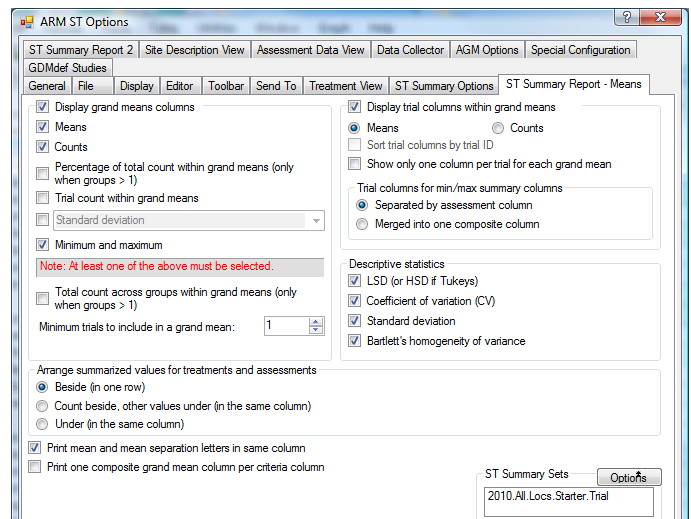 ARM ST Options
ST Summary Report 2 Site Description View Assessment Data View Data Collector AGM Options Special Configuration
GDMdef Studies
General File Display Editor Toolbar Send To Treatment View ST Summary Options ST Summary Report - Means
Display grand means columns
Means
Counts
Percentage of total count within grand means (only
when groups > 1)
Trial count within grand means
Standard deviation
Minimum and maximum
Note: At least one of the above must be selected.
Total count across groups within grand means (only
when groups > 1)
Minimum trials to include in a grand mean: 1
Display trial columns within grand means
Means Counts
Sort trial columns by trial ID
Show only one column per trial for each grand mean
Trial columns for min/max summary columns
Separated by assessment column
Merged into one composite column
Descriptive statistics
LSD (or HSD if Tukeys)
Coefficient of variation (CV)
Standard deviation
Bartlett's homogeneity of variance
Arrange summarized values for treatments and assessments
Beside (in one row)
Count beside, other values under (in the same column)
Under (in the same column)
Print mean and mean separation letters in same column
Print one composite grand mean column per criteria column
ST Summary Sets Options
2010.All.Locs.Starter.Trial